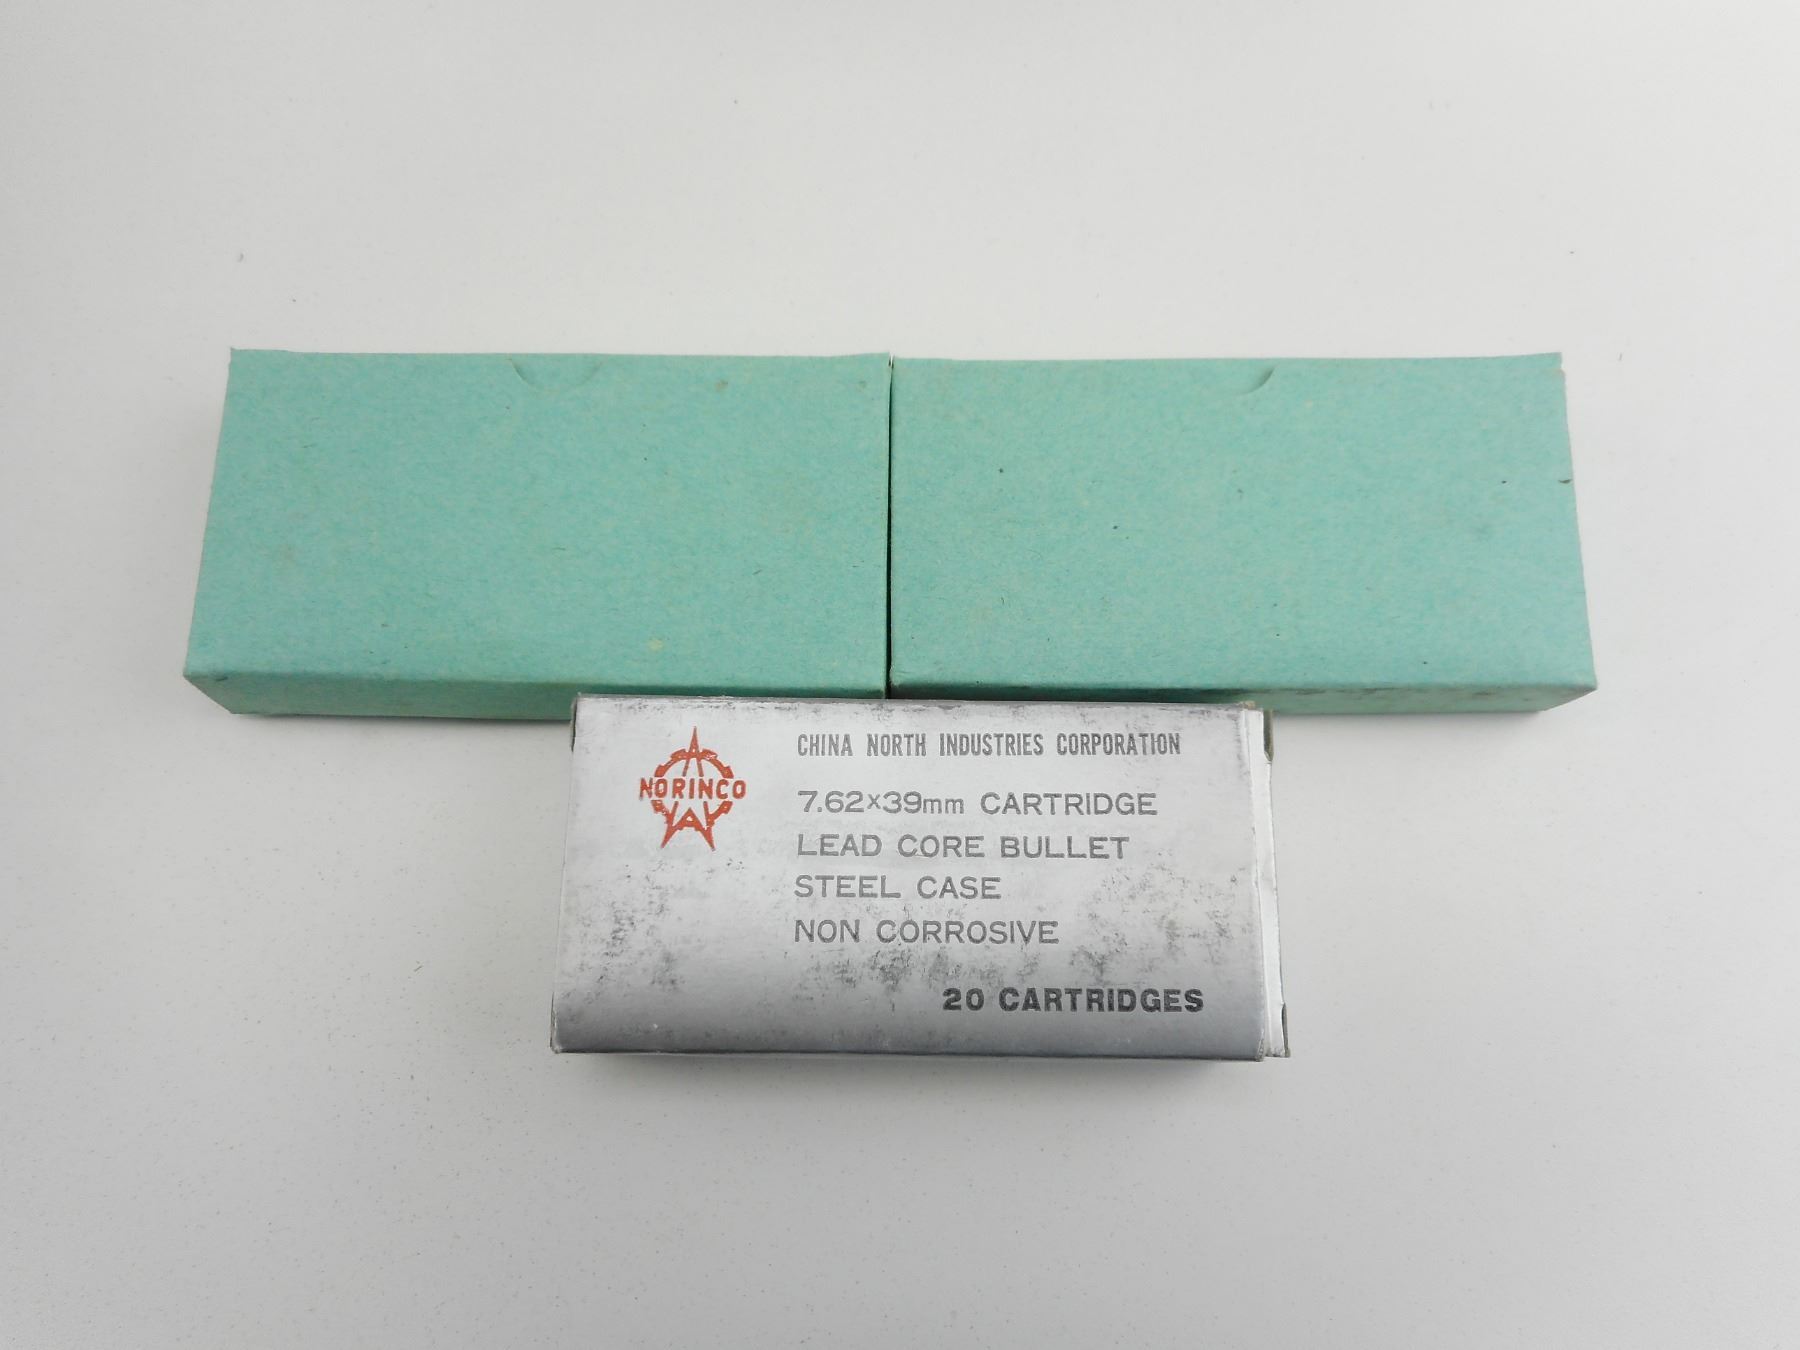 NORINCO
CHINA NORTH INDUSTRIES CORPORATION
7.62×39mm CARTRIDGE
LEAD CORE BULLET
STEEL CASE
NON CORROSIVE
20 CARTRIDGES